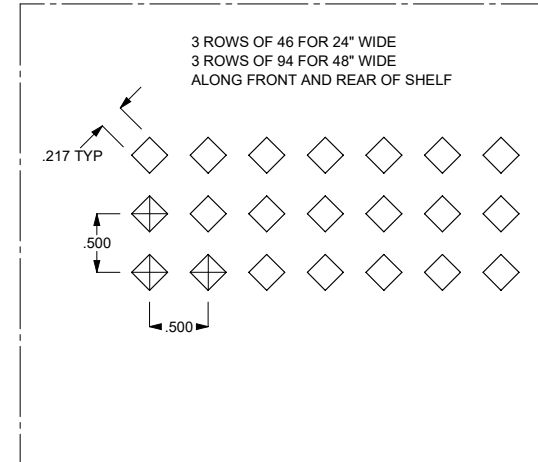 3 ROWS OF 46 FOR 24" WIDE
3 ROWS OF 94 FOR 48" WIDE
ALONG FRONT AND REAR OF SHELF
.217 TYP
.500
.500